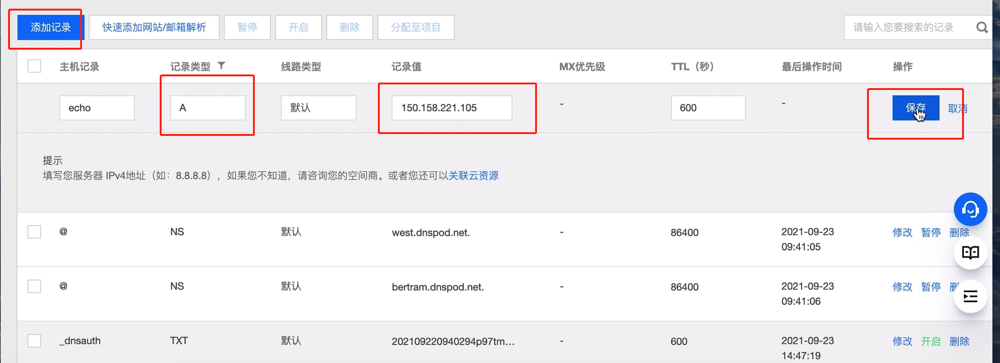 添加记录 快速添加网站/邮箱解析 暂停 开启 删除 分配至项目 请输入您要搜索的记录
主机记录 记录类型 线路类型 记录值 MX优先级 TTL（秒） 最后操作时间 操作
echo A 默认 150.158.221.105 - 600 - 保存 取消
提示
填写您服务器 IPv4地址（如：8.8.8.8），如果您不知道，请咨询您的空间商。或者您还可以关联云资源
@ NS 默认 west.dnspod.net. - 86400 2021-09-23 修改 暂停 删除
09:41:05
@ NS 默认 bertram.dnspod.net. - 86400 2021-09-23 修改 暂停
09:41:06
_dnsauth TXT 默认 202109220940294p97tm... - 600 2021-09-23 修改 开启 删除
14:47:19